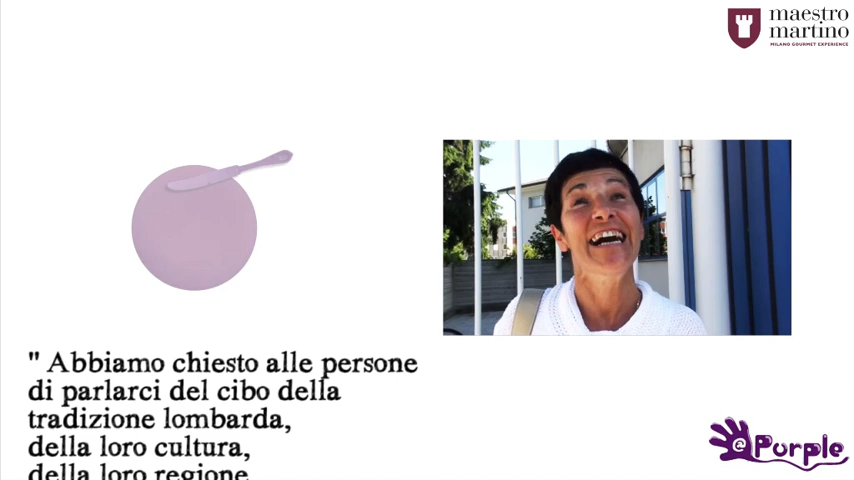 maestro
martino
MILANO GOURMET EXPERIENCE
" Abbiamo chiesto alle persone
di parlarci del cibo della
tradizione lombarda,
della loro cultura,
della loro regione
@Purple